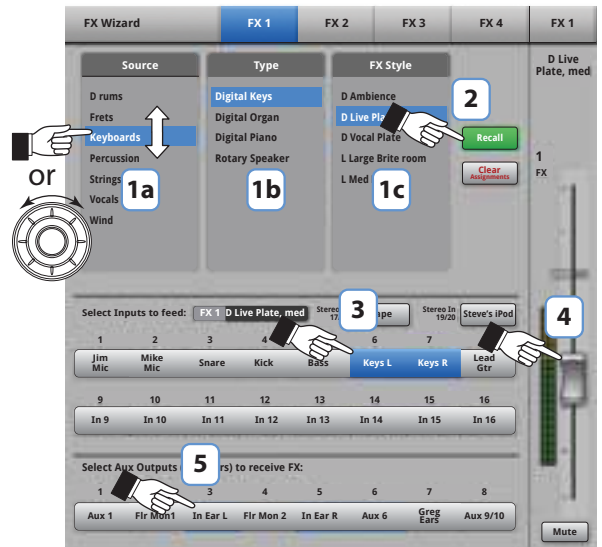 FX Wizard FX 1 FX 2 FX 3 FX 4 FX 1
D Live
Plate, med
Source
D rums
Frets
Keyboards
Percussion
Strings
Vocals
Wind
or
1a
Type
Digital Keys
Digital Organ
Digital Piano
Rotary Speaker
1b
FX Style
D Ambience
D Live
D Vocal Plate
L Large Brite room
L Med
1c
2
Recall
Clear
Assignments
1
FX
Select Inputs to feed: FX 1 D Live Plate, med
Stereo
17
3
Stereo In
19/20
Steve's iPod
4
1 2 3 4 6 7 8
Jim
Mic
Mike
Mic
Snare
Kick
Bass
Keys L
Keys R
Lead
Gtr
9 10 11 12 13 14 15 16
In 9 In 10 In 11 In 12 In 13 In 14 In 15 In 16
Select Aux Outputs ( rs) to receive FX:
5
1 3 4 5 6 7 8
Aux 1
Flr Mon1
In Ear L
Flr Mon 2
In Ear R
Aux 6
Greg
Ears
Aux 9/10
Mute